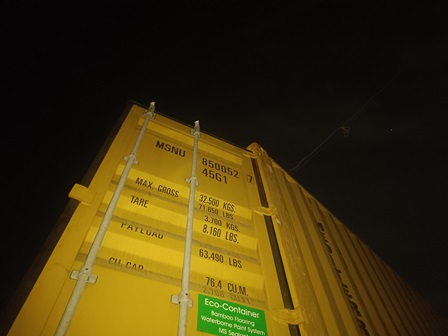 MSNU 850052 7
45G1
MAX. GROSS 32.500 KGS.
71.650 LBS.
TARE 3.700 KGS.
8.160 LBS.
PAYLOAD
63.490 LBS
CU.CAP. 76.4 CU.M.
Eco-Container
Bamboo Flooring
Waterborne Paint System